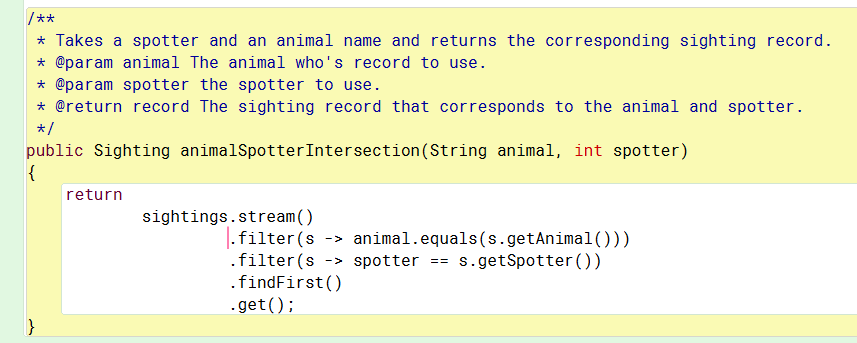 /**
 * Takes a spotter and an animal name and returns the corresponding sighting record.
 * @param animal The animal who's record to use.
 * @param spotter the spotter to use.
 * @return record The sighting record that corresponds to the animal and spotter.
 */
public Sighting animalSpotterIntersection(String animal, int spotter)
{
    return
            sightings.stream()
                     .filter(s -> animal.equals(s.getAnimal()))
                     .filter(s -> spotter == s.getSpotter())
                     .findFirst()
                     .get();
}